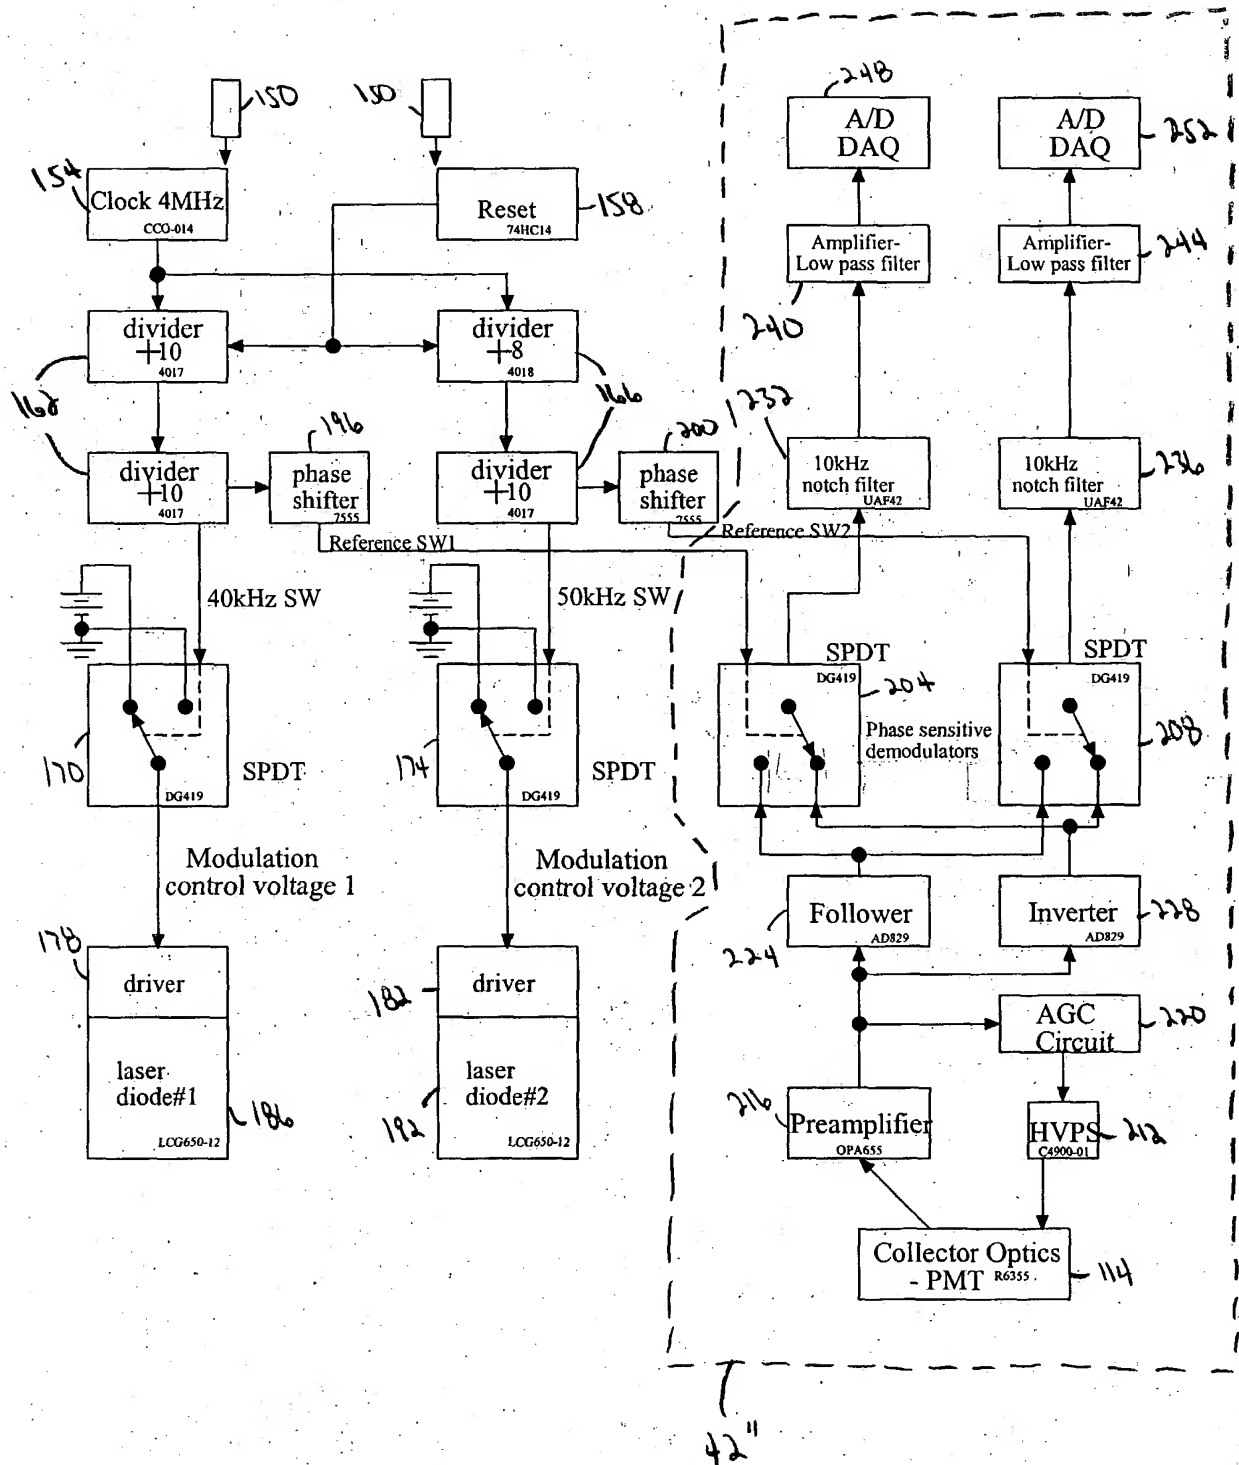 248
150
150
A/D
DAQ
A/D
DAQ
252
154
Clock 4MHz
CCO-014
Reset
74HC14
158
Amplifier-
Low pass filter
Amplifier-
Low pass filter
244
240
divider
÷10
4017
divider
÷8
4018
162
166
196
200
232
divider
÷10
4017
phase
shifter
7555
divider
÷10
4017
phase
shifter
7555
10kHz
notch filter
UAF42
10kHz
notch filter
UAF42
236
Reference SW1
Reference SW2
40kHz SW
50kHz SW
SPDT
DG419
204
SPDT
DG419
Phase sensitive
demodulators
208
170
SPDT
DG419
174
SPDT
DG419
Modulation
control voltage 1
Modulation
control voltage 2
Follower
AD829
224
Inverter
AD829
228
178
driver
182
driver
AGC
Circuit
220
laser
diode#1
LCG650-12
186
laser
diode#2
LCG650-12
192
216
Preamplifier
OPA655
HVPS
C4900-01
212
Collector Optics
- PMT R6355
114
42"